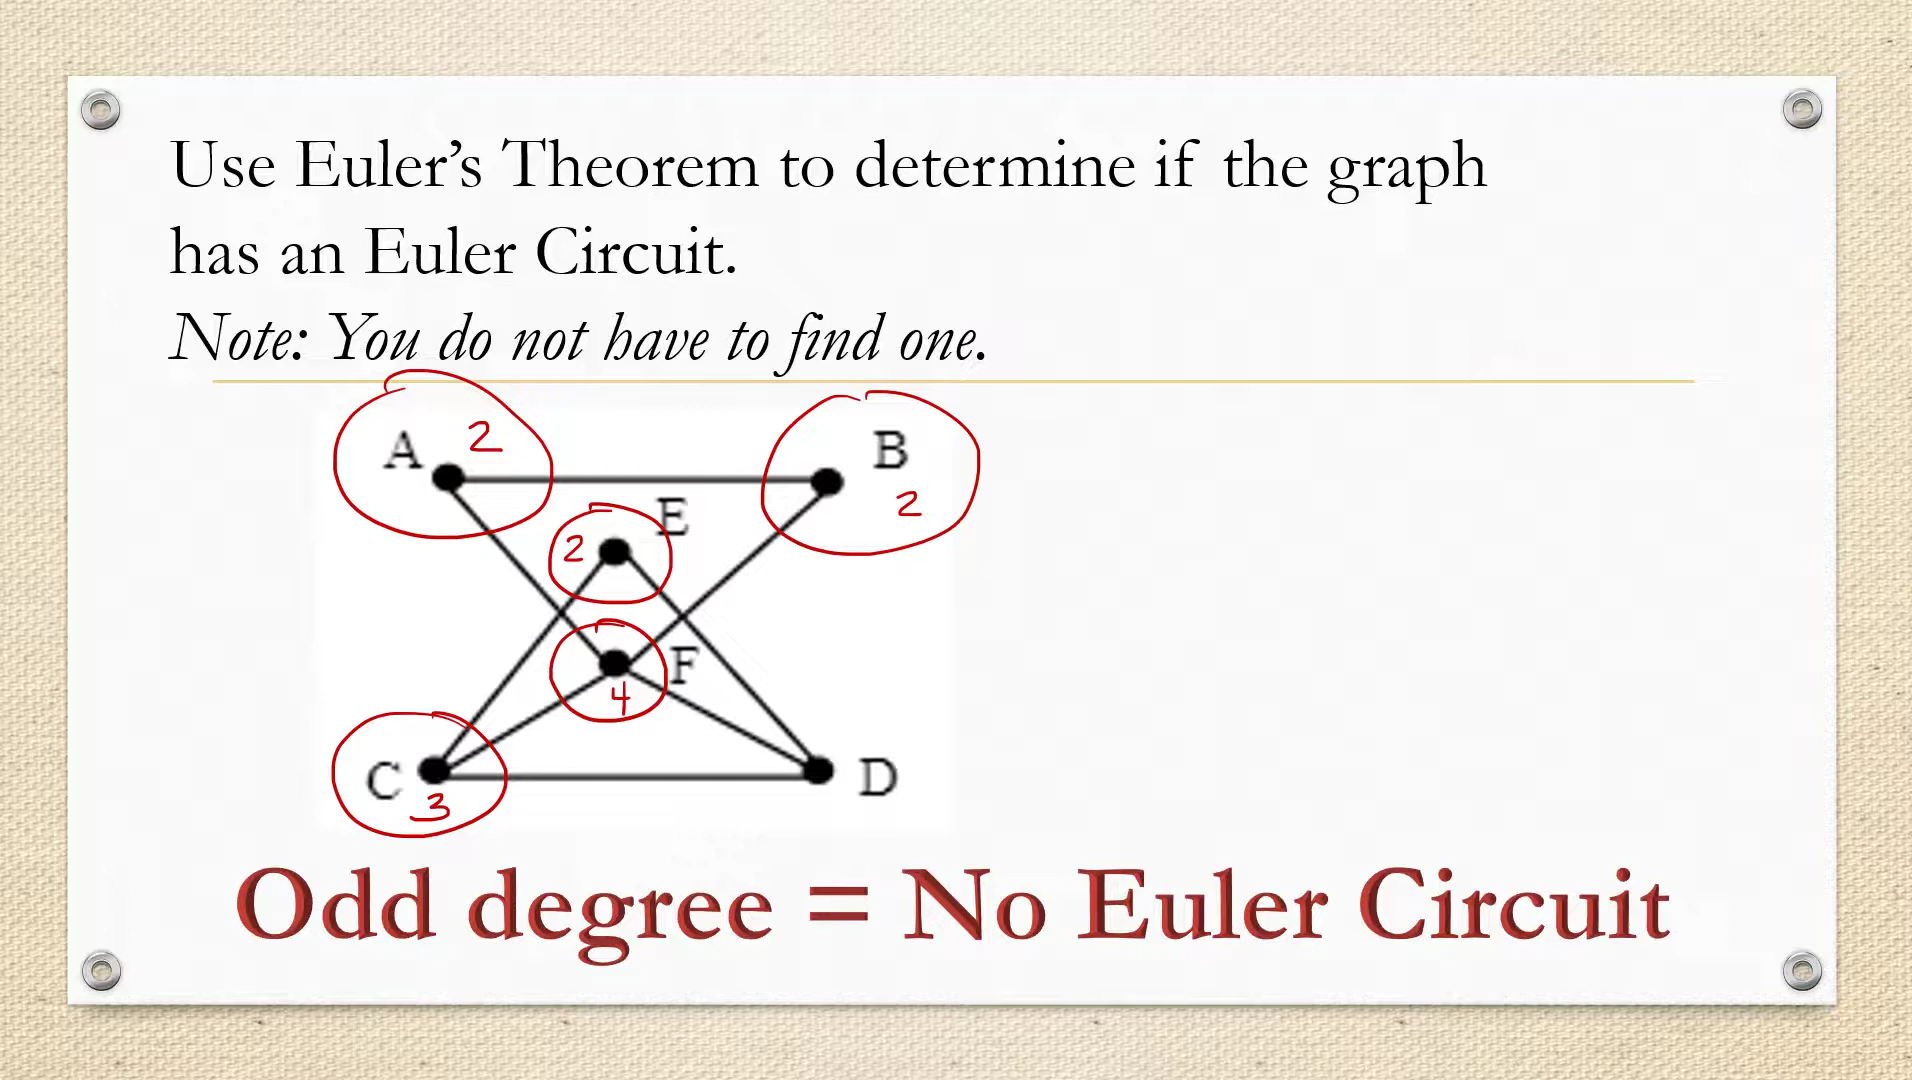 Use Euler’s Theorem to determine if the graph
has an Euler Circuit.
Note: You do not have to find one.
A 2
B
2
E
2
F
4
C
3
D
Odd degree = No Euler Circuit